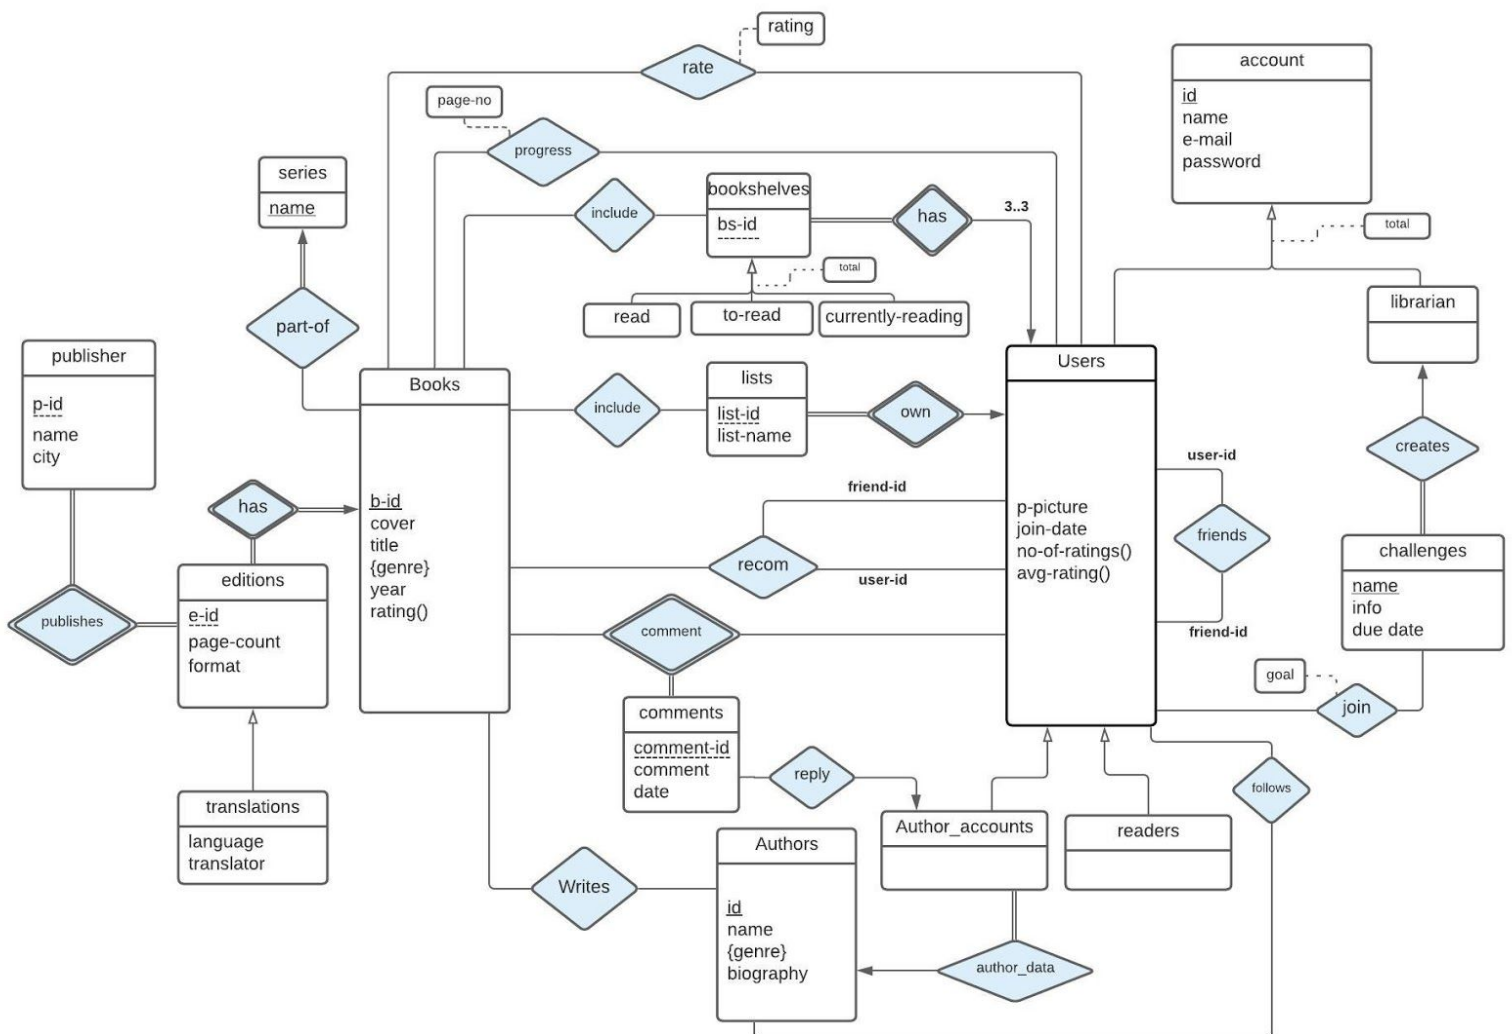 rating
rate
account
id
name
e-mail
password
page-no
progress
series
name
bookshelves
bs-id
include
has
3..3
total
total
read
to-read
currently-reading
librarian
part-of
publisher
p-id
name
city
Books
b-id
cover
title
{genre}
year
rating()
include
lists
list-id
list-name
own
Users
p-picture
join-date
no-of-ratings()
avg-rating()
creates
user-id
friends
friend-id
friend-id
recom
user-id
has
editions
e-id
page-count
format
publishes
challenges
name
info
due date
comment
goal
join
comments
comment-id
comment
date
reply
follows
translations
language
translator
Author_accounts
readers
Writes
Authors
id
name
{genre}
biography
author_data